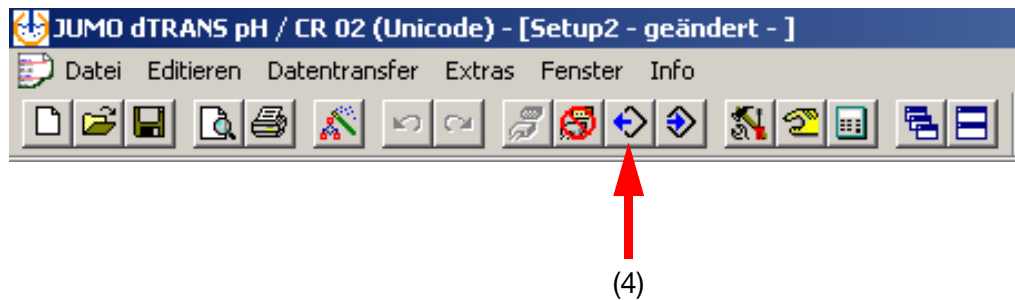 JUMO dTRANS pH / CR 02 (Unicode) - [Setup2 - geändert - ]
Datei Editieren Datentransfer Extras Fenster Info
(4)